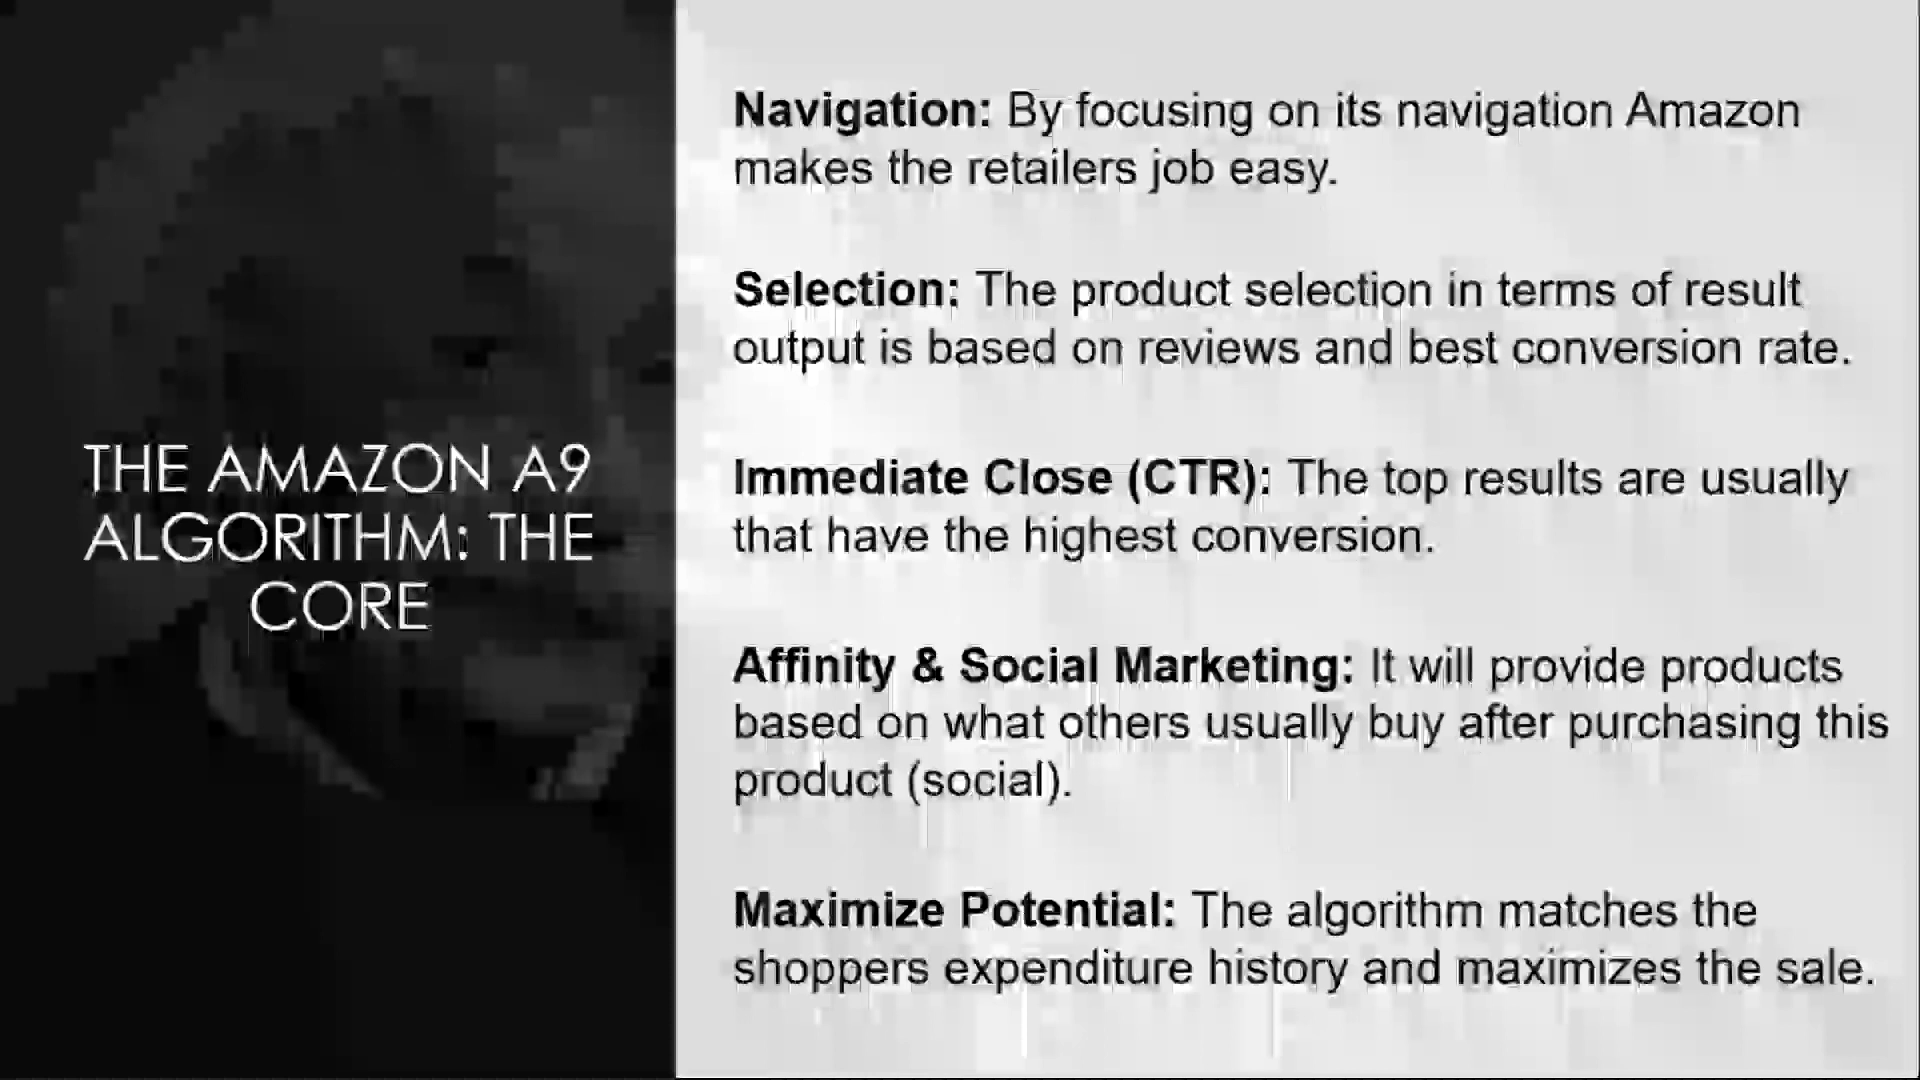 THE AMAZON A9
ALGORITHM: THE
CORE
Navigation: By focusing on its navigation Amazon
makes the retailers job easy.
Selection: The product selection in terms of result
output is based on reviews and best conversion rate.
Immediate Close (CTR): The top results are usually
that have the highest conversion.
Affinity & Social Marketing: It will provide products
based on what others usually buy after purchasing this
product (social).
Maximize Potential: The algorithm matches the
shoppers expenditure history and maximizes the sale.